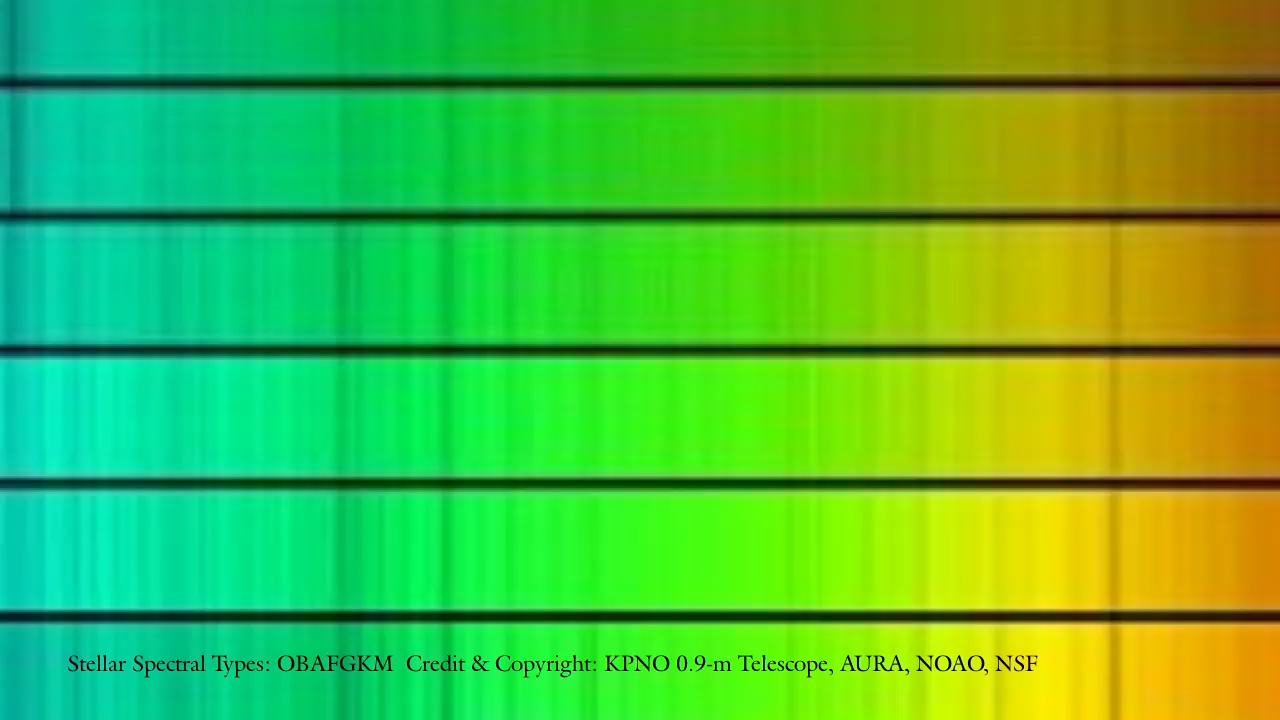 Stellar Spectral Types: OBAFGKM  Credit & Copyright: KPNO 0.9-m Telescope, AURA, NOAO, NSF